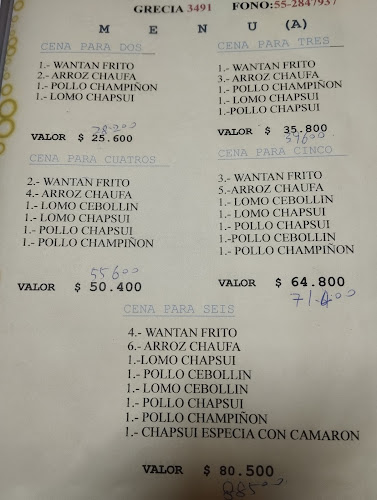 GRECIA 3491 FONO:55-2847937
M E N U (A)
CENA PARA DOS
1.- WANTAN FRITO
2.- ARROZ CHAUFA
1.- POLLO CHAMPIÑON
1.- LOMO CHAPSUI
28.200
VALOR $ 25.600
CENA PARA TRES
1.- WANTAN FRITO
3.- ARROZ CHAUFA
1.- POLLO CHAMPIÑON
1.- LOMO CHAPSUI
1.-POLLO CHAPSUI
VALOR $ 35.800
39600
CENA PARA CUATROS
2.- WANTAN FRITO
4.- ARROZ CHAUFA
1.- LOMO CEBOLLIN
1.- LOMO CHAPSUI
1.- POLLO CHAPSUI
1.- POLLO CHAMPIÑON
55600
VALOR $ 50.400
CENA PARA CINCO
3.- WANTAN FRITO
5.-ARROZ CHAUFA
1.- LOMO CEBOLLIN
1.- LOMO CHAPSUI
1.- POLLO CHAPSUI
1.-POLLO CEBOLLIN
1.- POLLO CHAMPIÑON
VALOR $ 64.800
CENA PARA SEIS
4.- WANTAN FRITO
6.- ARROZ CHAUFA
1.-LOMO CHAPSUI
1.- POLLO CEBOLLIN
1.- LOMO CEBOLLIN
1.- POLLO CHAPSUI
1.- POLLO CHAMPIÑON
1.- CHAPSUI ESPECIA CON CAMARON
VALOR $ 80.500
88500